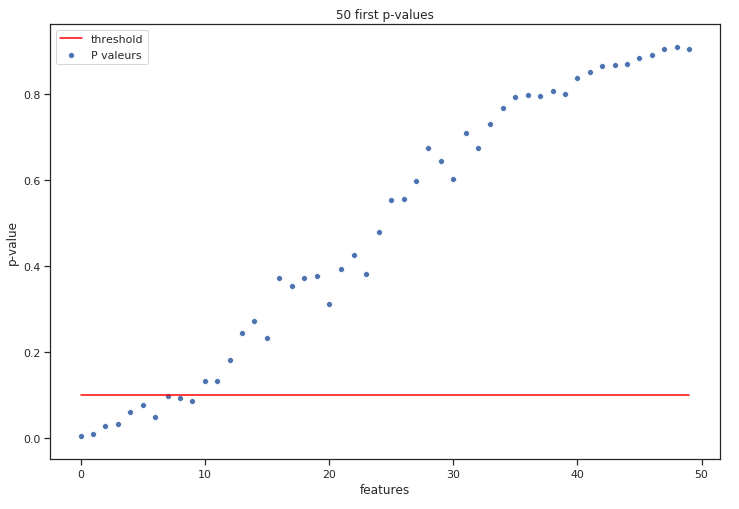 50 first p-values
threshold
P valeurs
p-value
0.8
0.6
0.4
0.2
0.0
0 10 20 30 40 50
features